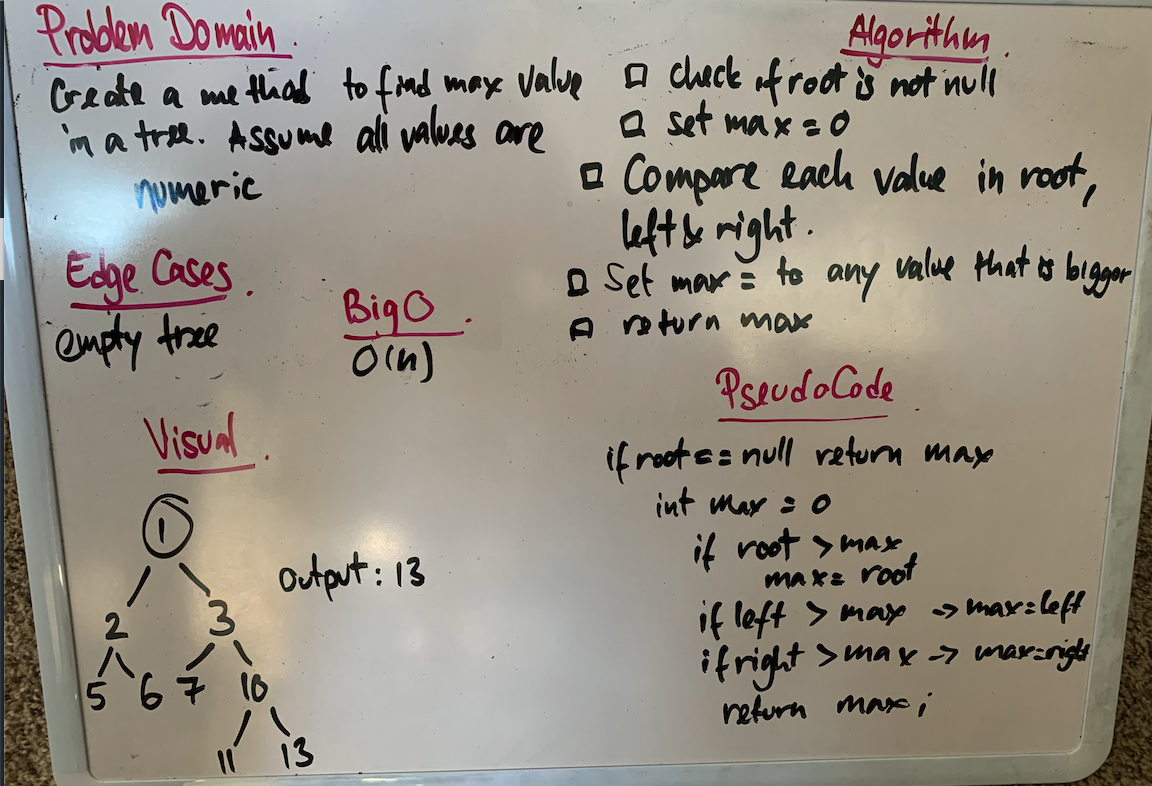 Problem Domain.
Create a method to find max value
in a tree. Assume all values are
numeric
Edge Cases.
empty tree
Big O.
O(n)
Visual.
1
2 3
5 6 7 10
11 13
Output: 13
Algorithm.
check if root is not null
set max = 0
Compare each value in root,
left & right.
Set max = to any value that is bigger
return max
PseudoCode.
if root == null return max
int max = 0
if root > max
max = root
if left > max -> max=left
if right > max -> max=right
return max;